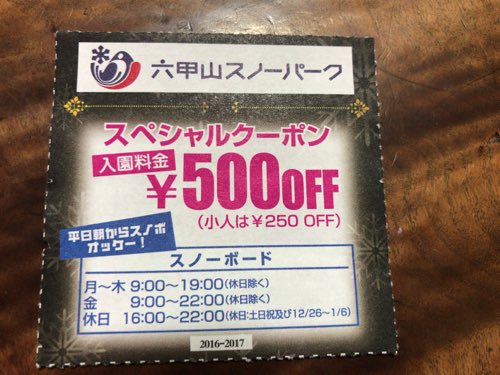 六甲山スノーパーク
スペシャルクーポン
入園料金
¥500OFF
(小人は¥250 OFF)
平日朝からスノボ
オッケー!
スノーボード
月〜木 9:00〜19:00(休日除く)
金 9:00〜22:00(休日除く)
休日 16:00〜22:00(休日:土日祝及び12/26〜1/6)
2016-2017